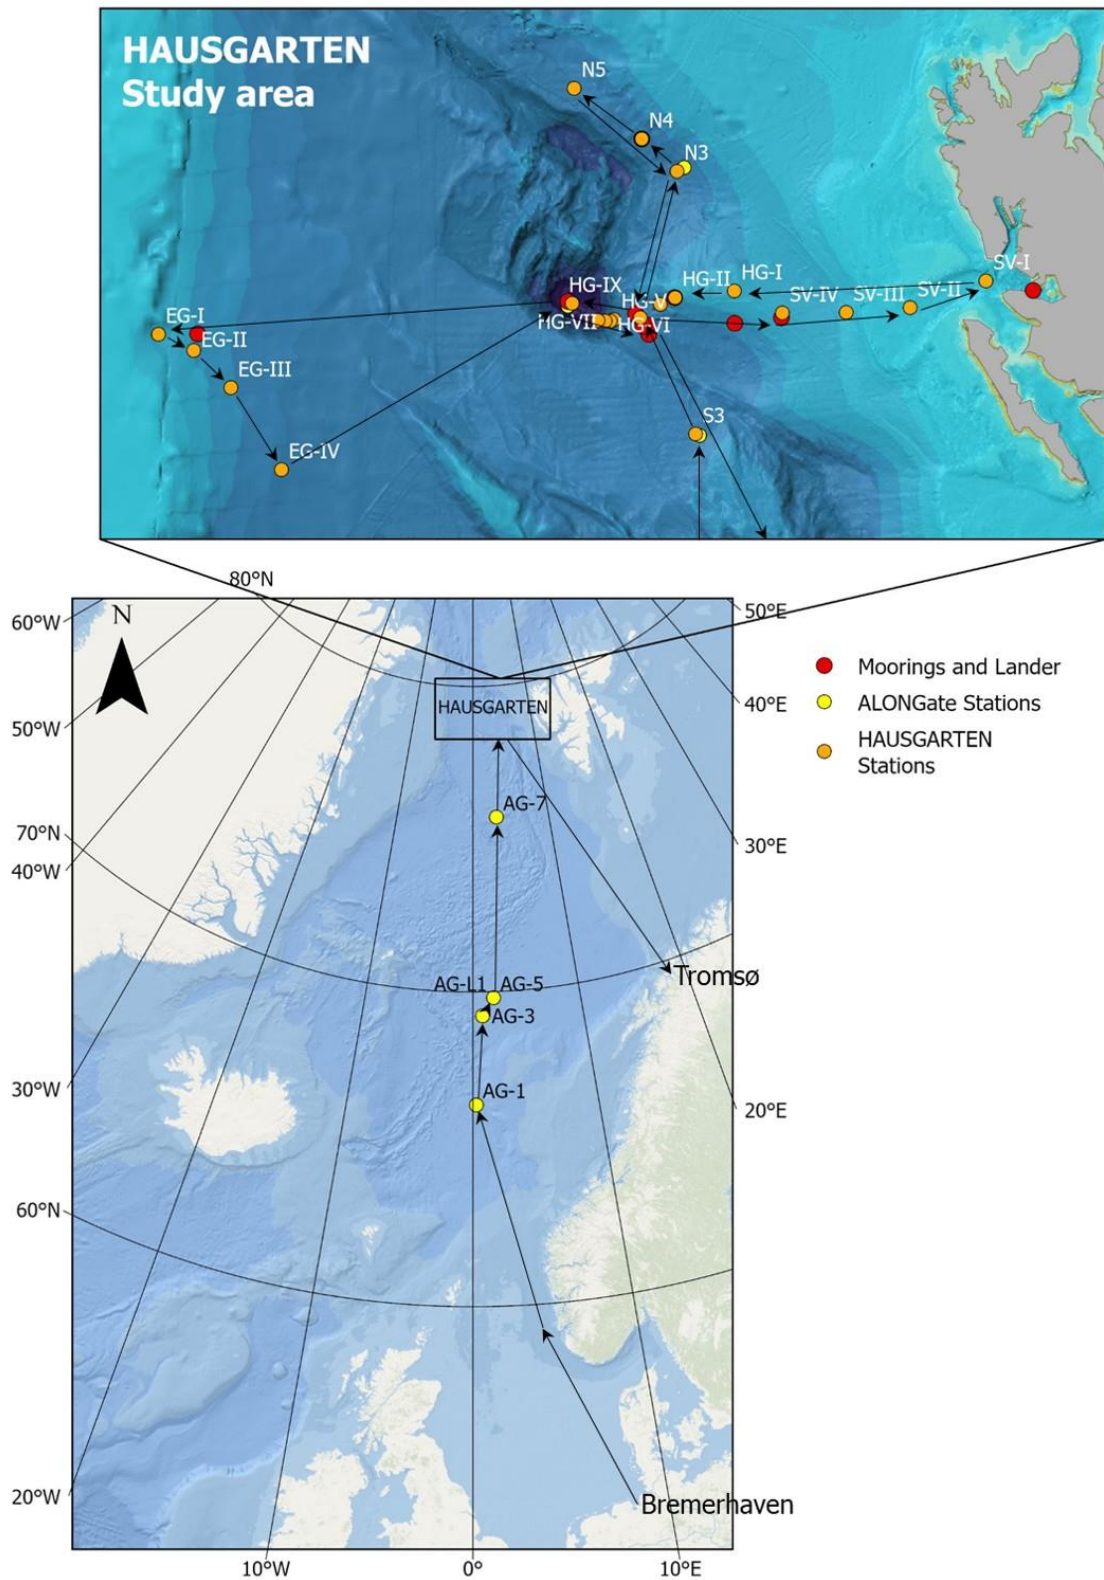 HAUSGARTEN
Study area
N5
N4
N3
HG-IX
HG-II
HG-I
SV-I
HG-V
SV-IV
SV-III
SV-II
EG-I
EG-II
HG-VII
HG-VI
EG-III
S3
EG-IV
80°N
50°E
60°W
N
Moorings and Lander
ALONGate Stations
HAUSGARTEN
Stations
40°E
HAUSGARTEN
50°W
AG-7
70°N
30°E
40°W
Tromsø
AG-L1
AG-5
AG-3
30°W
AG-1
20°E
60°N
20°W
Bremerhaven
10°W
0°
10°E